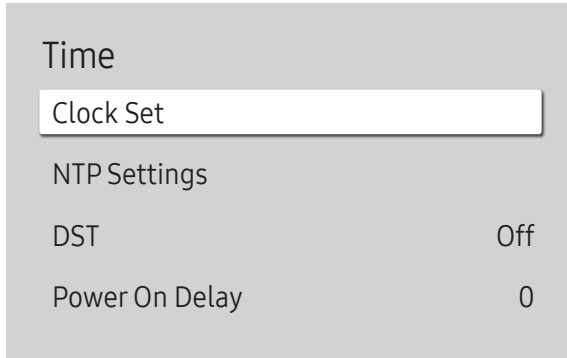 Time
Clock Set
NTP Settings
DST Off
Power On Delay 0